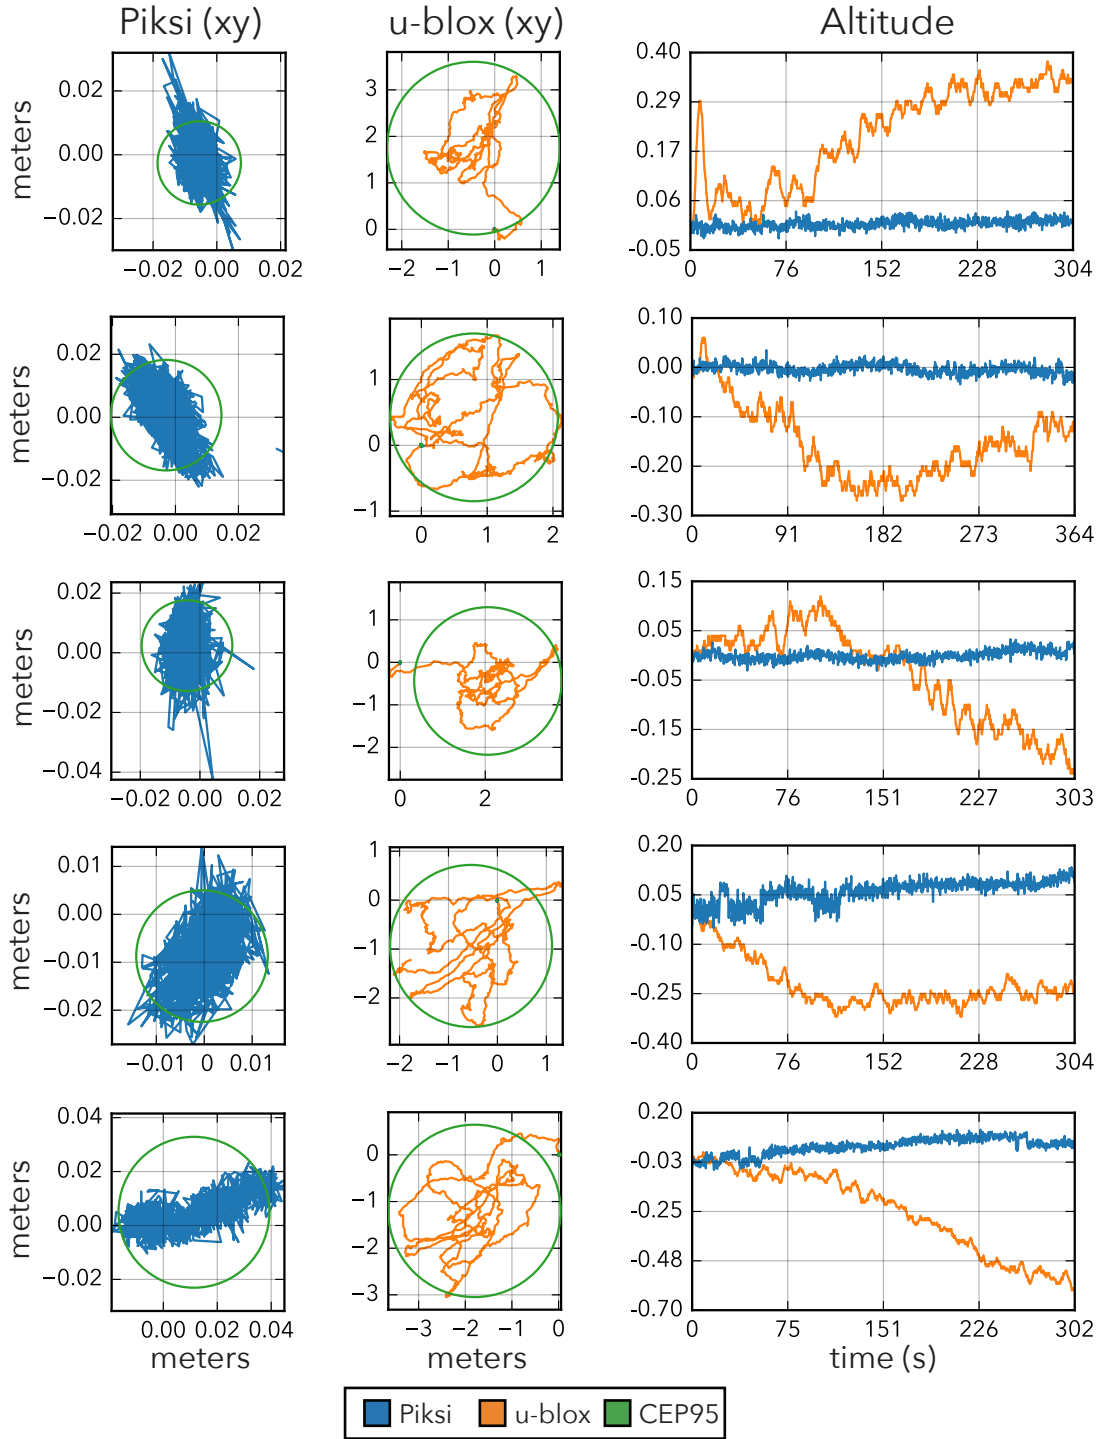 Piksi (xy) u-blox (xy) Altitude
meters
0.02
0.00
−0.02
−0.02 0.00 0.02
3
2
1
0
−2 −1 0 1
0.40
0.29
0.17
0.06
-0.05
0 76 152 228 304
meters
0.02
0.00
−0.02
−0.02 0.00 0.02
1
0
−1
0 1 2
0.10
0.00
-0.10
-0.20
-0.30
0 91 182 273 364
meters
0.02
0.00
−0.02
−0.04
−0.02 0.00 0.02
1
0
−1
−2
0 2
0.15
0.05
-0.05
-0.15
-0.25
0 76 151 227 303
meters
0.01
0.00
−0.01
−0.02
−0.01 0 0.01
1
0
−1
−2
−2 −1 0 1
0.20
0.05
-0.10
-0.25
-0.40
0 76 152 228 304
meters
0.04
0.02
0.00
−0.02
0.00 0.02 0.04
0
−1
−2
−3
−3 −2 −1 0
0.20
-0.03
-0.25
-0.48
-0.70
0 75 151 226 302
meters meters time (s)
Piksi u-blox CEP95